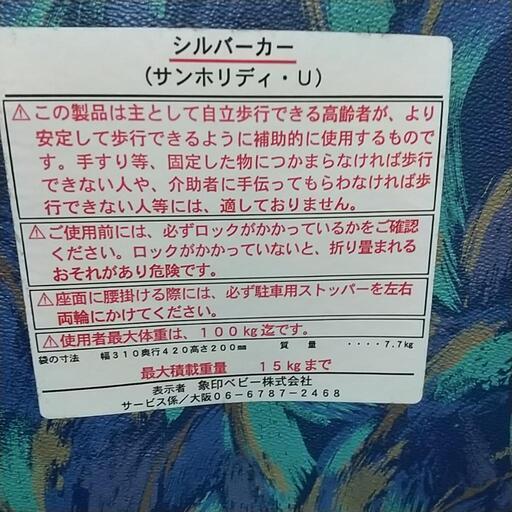 シルバーカー
(サンホリディ・U)
⚠この製品は主として自立歩行できる高齢者が、より
安定して歩行できるように補助的に使用するもので
す。手すり等、固定した物につかまらなければ歩行
できない人や、介助者に手伝ってもらわなければ歩
行できない人等には、適しておりません。
⚠ご使用前には、必ずロックがかかっているかをご確認
ください。ロックがかかっていないと、折り畳まれる
おそれがあり危険です。
⚠座面に腰掛ける際には、必ず駐車用ストッパーを左右
両輪にかけてください。
⚠使用者最大体重は、100kg迄です。
袋の寸法 幅310奥行420高さ200mm 質量 ････7.7kg
最大積載重量 15kgまで
表示者 象印ベビー株式会社
サービス係/大阪06-6787-2468